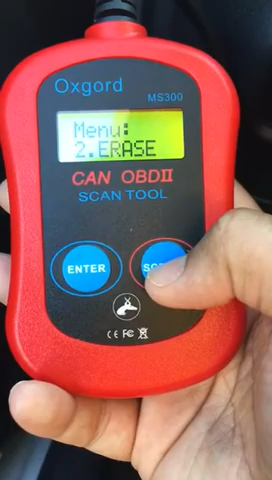 Oxgord
MS300
Menu:
2.ERASE
CAN OBDII
SCAN TOOL
ENTER
CE FC